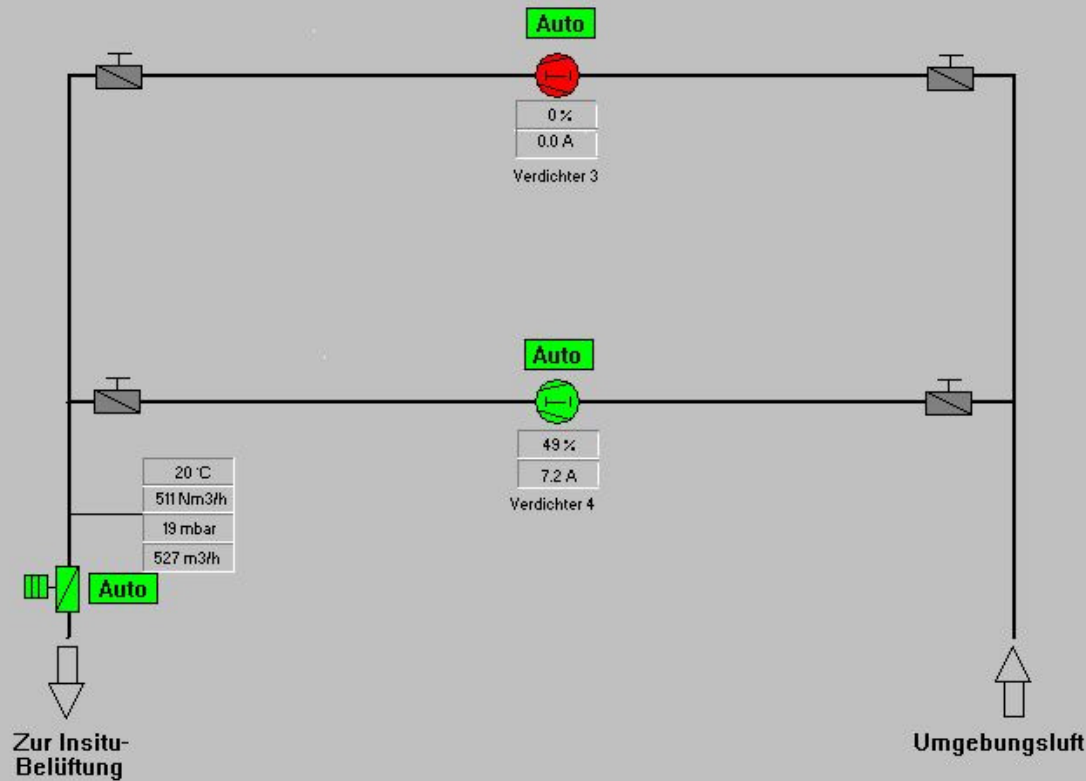 Auto
0 %
0.0 A
Verdichter 3
Auto
49 %
7.2 A
Verdichter 4
20 °C
511 Nm3/h
19 mbar
527 m3/h
Auto
Zur Insitu-
Belüftung
Umgebungsluft